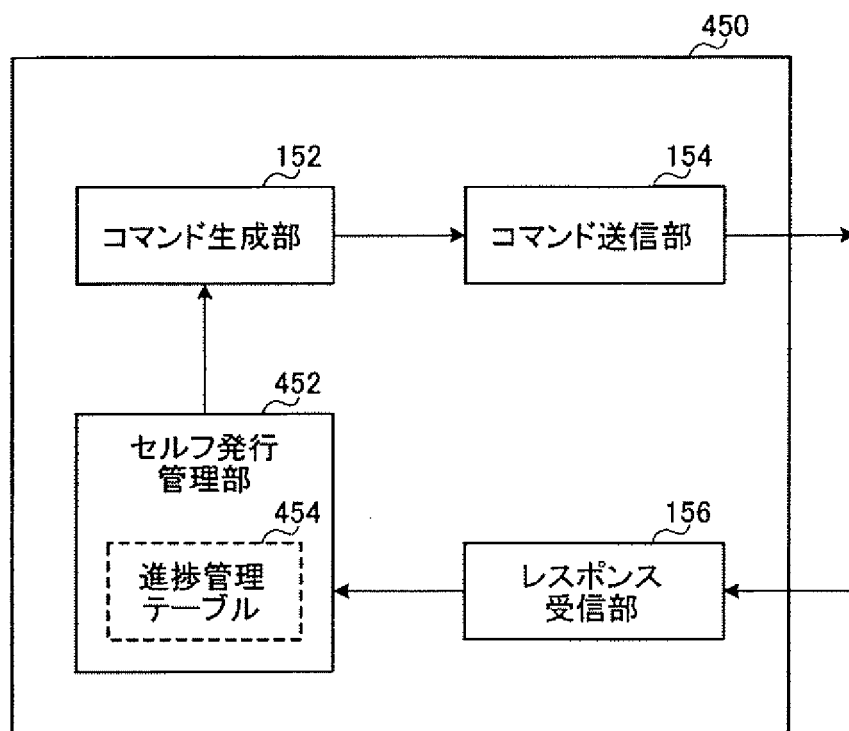 450
152
コマンド生成部
154
コマンド送信部
452
セルフ発行
管理部
454
進捗管理
テーブル
156
レスポンス
受信部